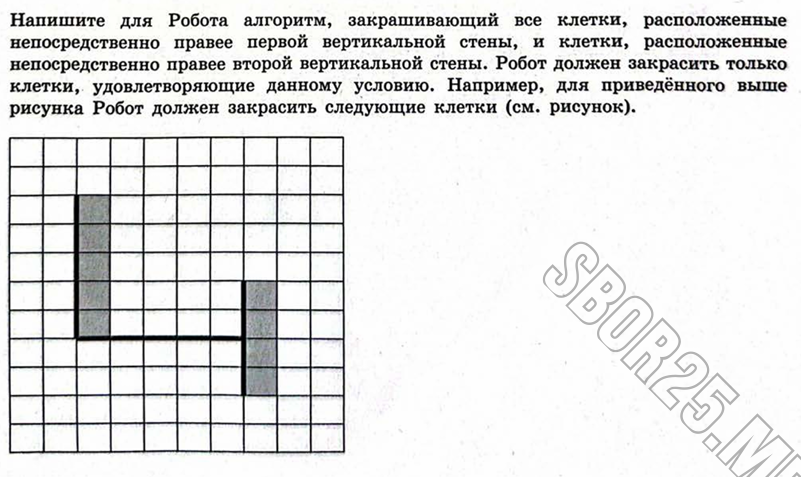 Напишите для Робота алгоритм, закрашивающий все клетки, расположенные
непосредственно правее первой вертикальной стены, и клетки, расположенные
непосредственно правее второй вертикальной стены. Робот должен закрасить только
клетки, удовлетворяющие данному условию. Например, для приведённого выше
рисунка Робот должен закрасить следующие клетки (см. рисунок).